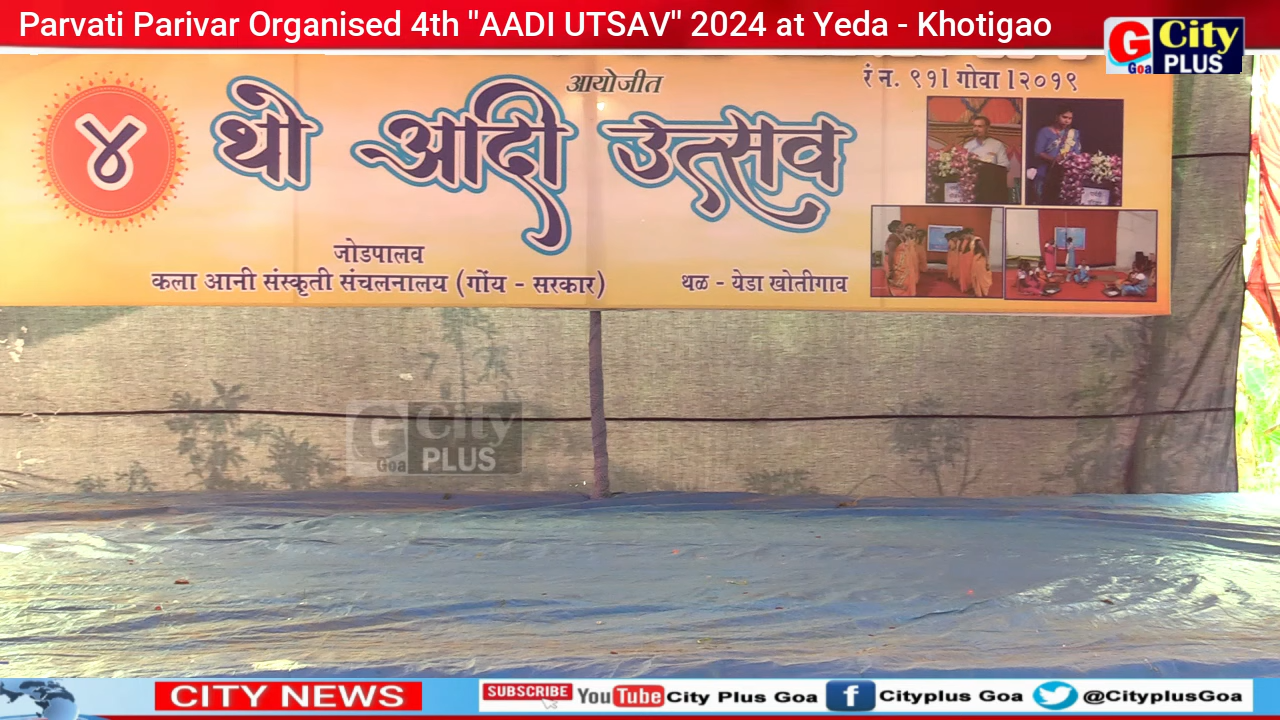 Parvati Parivar Organised 4th "AADI UTSAV" 2024 at Yeda - Khotigao
G City
Goa PLUS
आयोजीत
रं न. ९१। गोवा।२०१९
४ थो आदी उत्सव
जोडपालव
कला आनी संस्कृती संचलनालय (गोंय - सरकार)
थळ - येडा खोतीगाव
G City
Goa PLUS
CITY NEWS
SUBSCRIBE YouTube City Plus Goa f Cityplus Goa @CityplusGoa